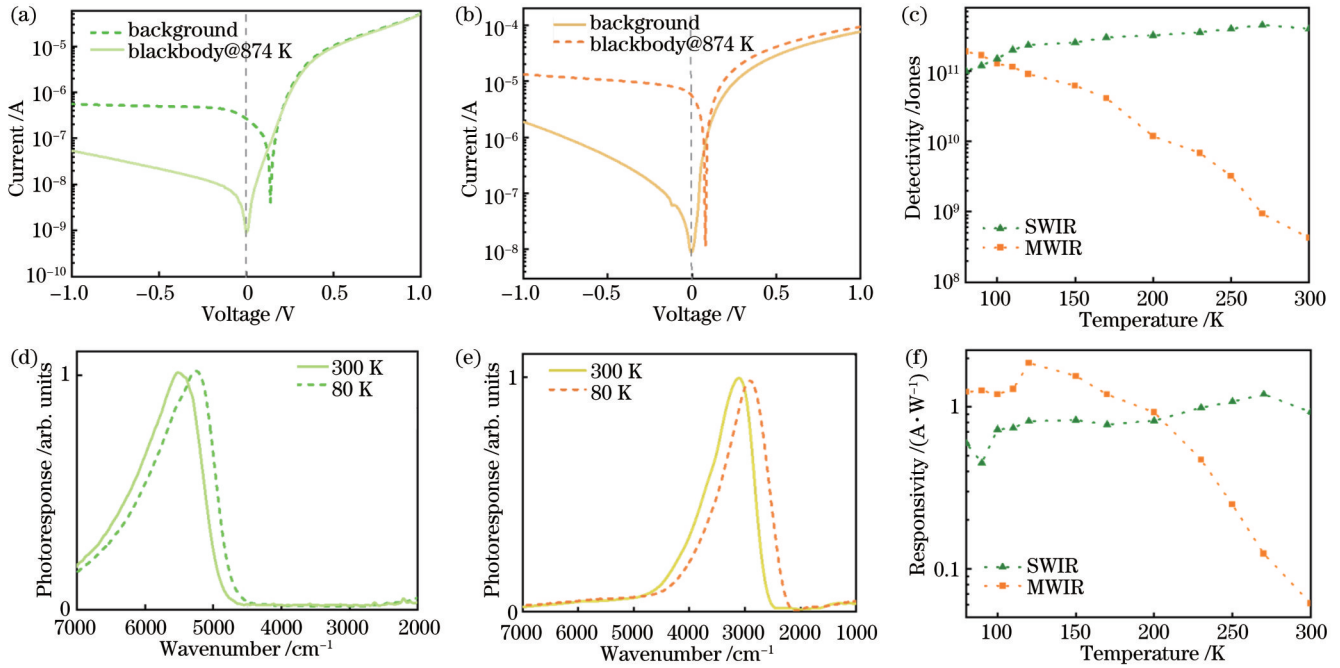 (a)
background
blackbody@874 K
10⁻⁵
10⁻⁶
10⁻⁷
10⁻⁸
10⁻⁹
10⁻¹⁰
Current /A
-1.0
-0.5
0
0.5
1.0
Voltage /V
(b)
background
blackbody@874 K
10⁻⁴
10⁻⁵
10⁻⁶
10⁻⁷
10⁻⁸
Current /A
-1.0
-0.5
0
0.5
1.0
Voltage /V
(c)
10¹¹
10¹⁰
10⁹
10⁸
Detectivity /Jones
SWIR
MWIR
100
150
200
250
300
Temperature /K
(d)
300 K
80 K
1
0
Photoresponse /arb. units
7000
6000
5000
4000
3000
2000
Wavenumber /cm⁻¹
(e)
300 K
80 K
1
0
Photoresponse /arb. units
7000
6000
5000
4000
3000
2000
1000
Wavenumber /cm⁻¹
(f)
1
0.1
Responsivity /(A·W⁻¹)
SWIR
MWIR
100
150
200
250
300
Temperature /K